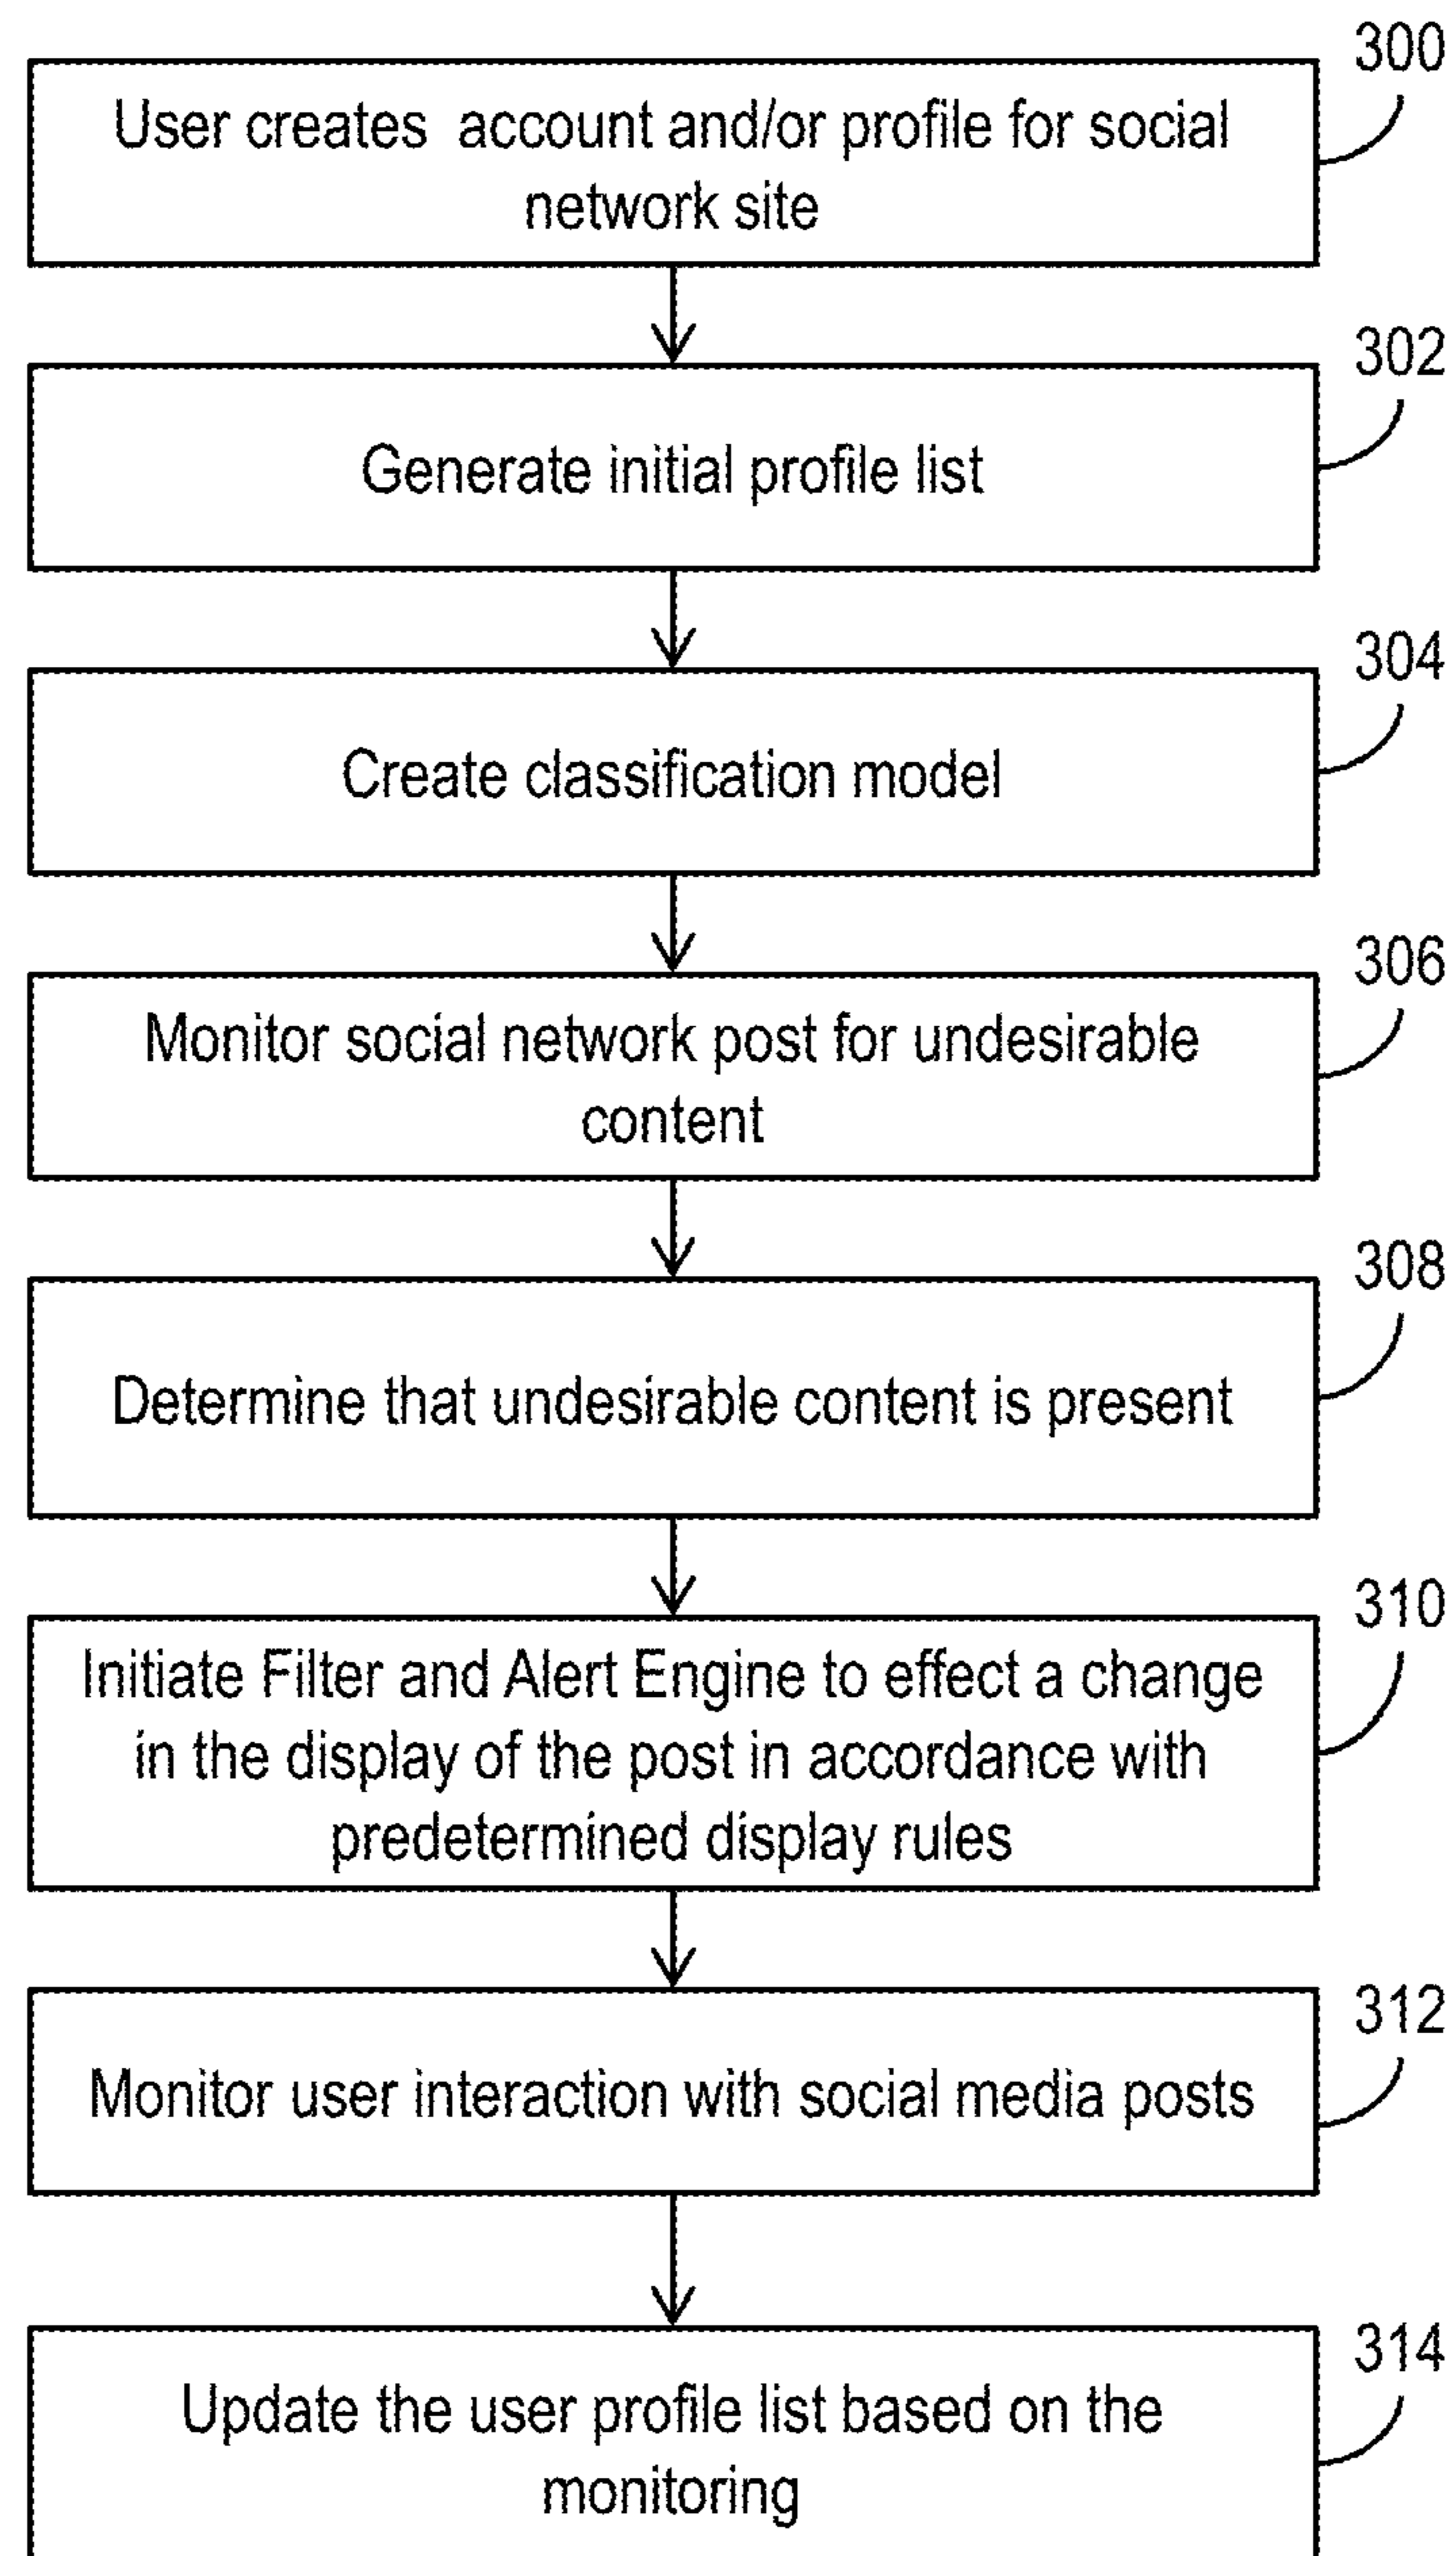 300
User creates account and/or profile for social
network site
302
Generate initial profile list
304
Create classification model
306
Monitor social network post for undesirable
content
308
Determine that undesirable content is present
310
Initiate Filter and Alert Engine to effect a change
in the display of the post in accordance with
predetermined display rules
312
Monitor user interaction with social media posts
314
Update the user profile list based on the
monitoring